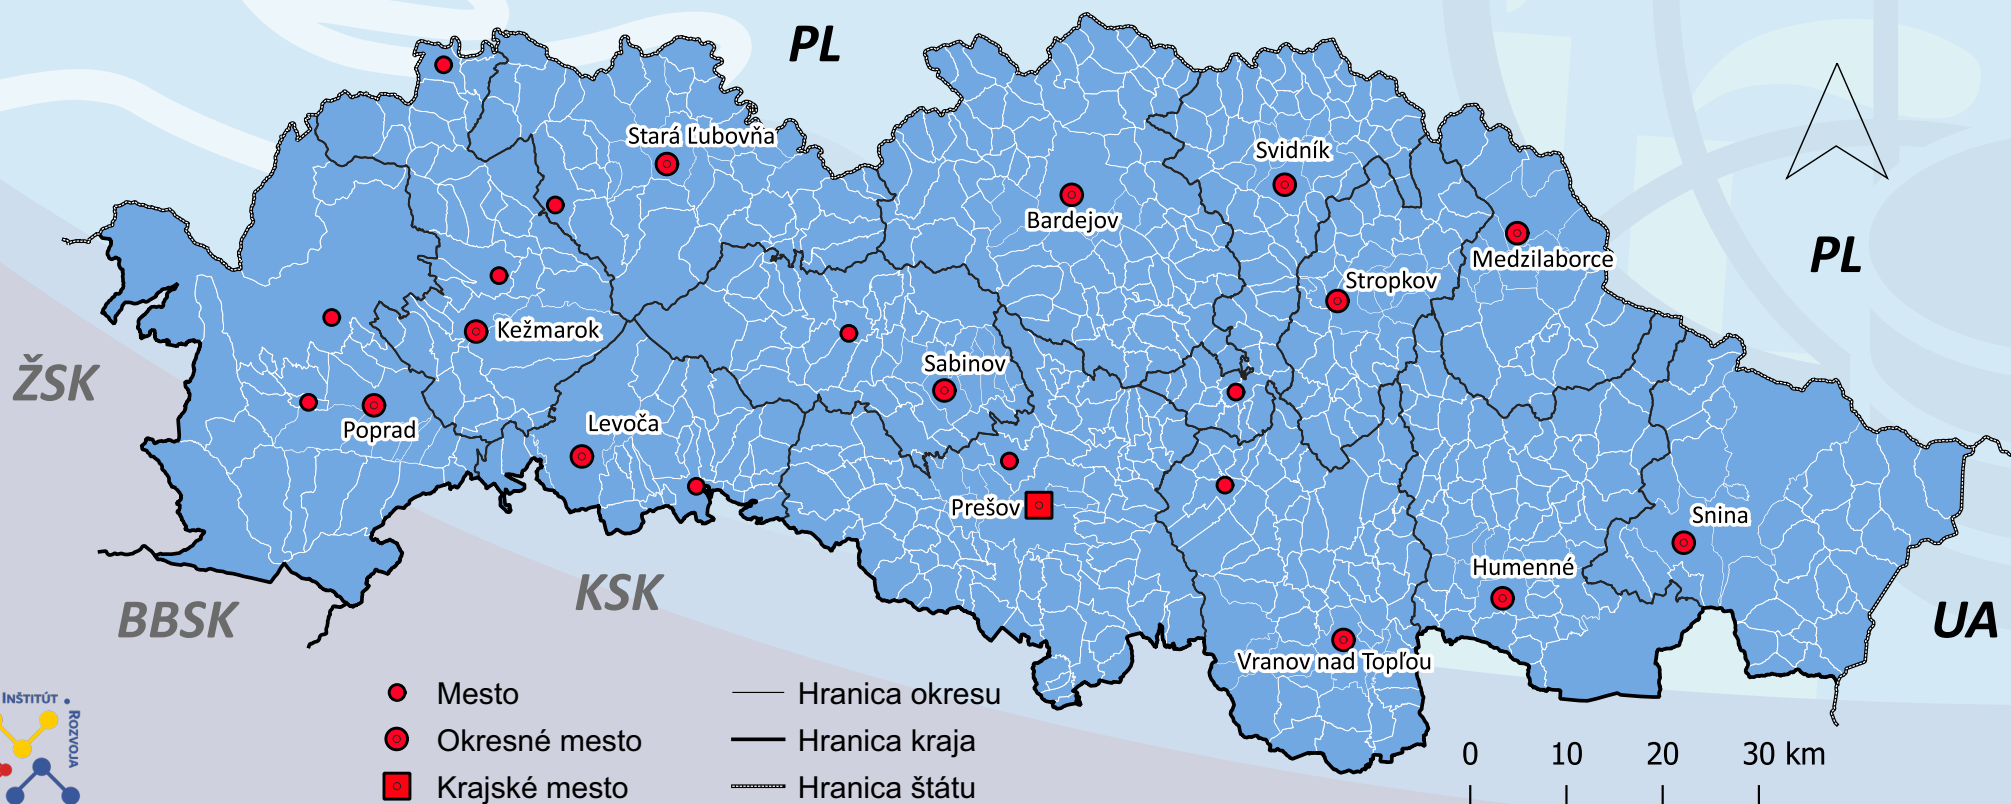 PL
Stará Ľubovňa
Svidník
Bardejov
Medzilaborce
PL
Stropkov
Kežmarok
ŽSK
Sabinov
Poprad
Levoča
Prešov
Snina
Humenné
KSK
BBSK
UA
Vranov nad Topľou
INŠTITÚT
ROZVOJA
Mesto
Okresné mesto
Krajské mesto
Hranica okresu
Hranica kraja
Hranica štátu
0 10 20 30 km